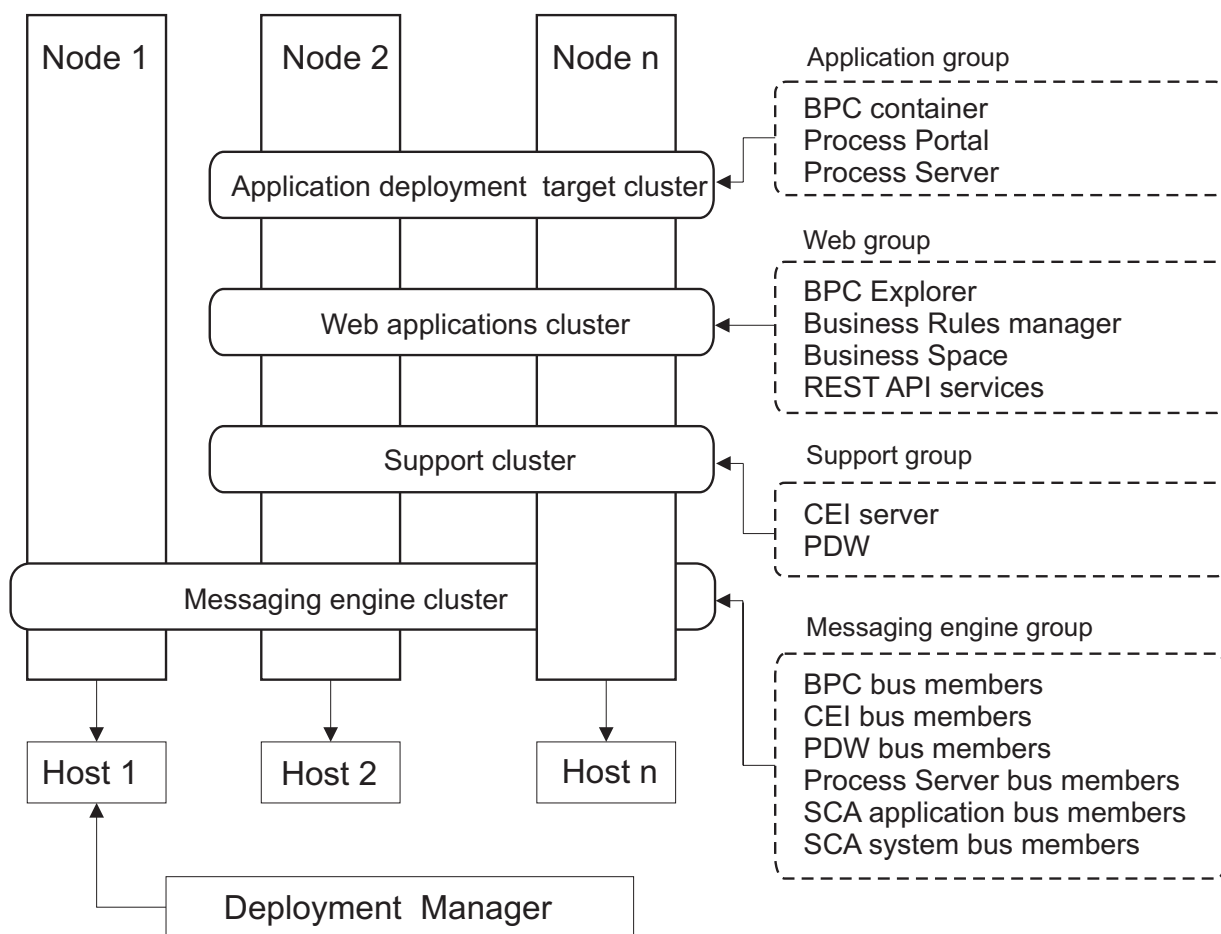 Node 1
Node 2
Node n
Application group
BPC container
Process Portal
Process Server
Application deployment target cluster
Web group
BPC Explorer
Business Rules manager
Business Space
REST API services
Web applications cluster
Support group
CEI server
PDW
Support cluster
Messaging engine cluster
Messaging engine group
BPC bus members
CEI bus members
PDW bus members
Process Server bus members
SCA application bus members
SCA system bus members
Host 1
Host 2
Host n
Deployment Manager